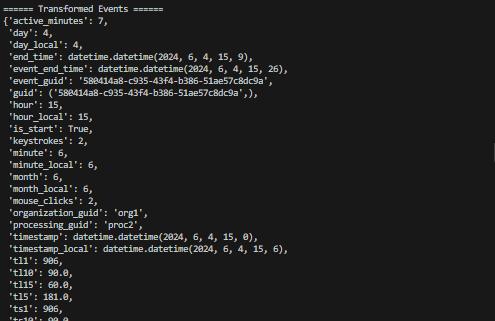 ====== Transformed Events ======
{'active_minutes': 7,
'day': 4,
'day_local': 4,
'end_time': datetime.datetime(2024, 6, 4, 15, 9),
'event_end_time': datetime.datetime(2024, 6, 4, 15, 26),
'event_guid': '580414a8-c935-43f4-b386-51ae57c8dc9a',
'guid': ('580414a8-c935-43f4-b386-51ae57c8dc9a',),
'hour': 15,
'hour_local': 15,
'is_start': True,
'keystrokes': 2,
'minute': 6,
'minute_local': 6,
'month': 6,
'month_local': 6,
'mouse_clicks': 2,
'organization_guid': 'org1',
'processing_guid': 'proc2',
'timestamp': datetime.datetime(2024, 6, 4, 15, 0),
'timestamp_local': datetime.datetime(2024, 6, 4, 15, 6),
'tl1': 906,
'tl10': 90.0,
'tl15': 60.0,
'tl5': 181.0,
'ts1': 906,
'ts10': 90.0